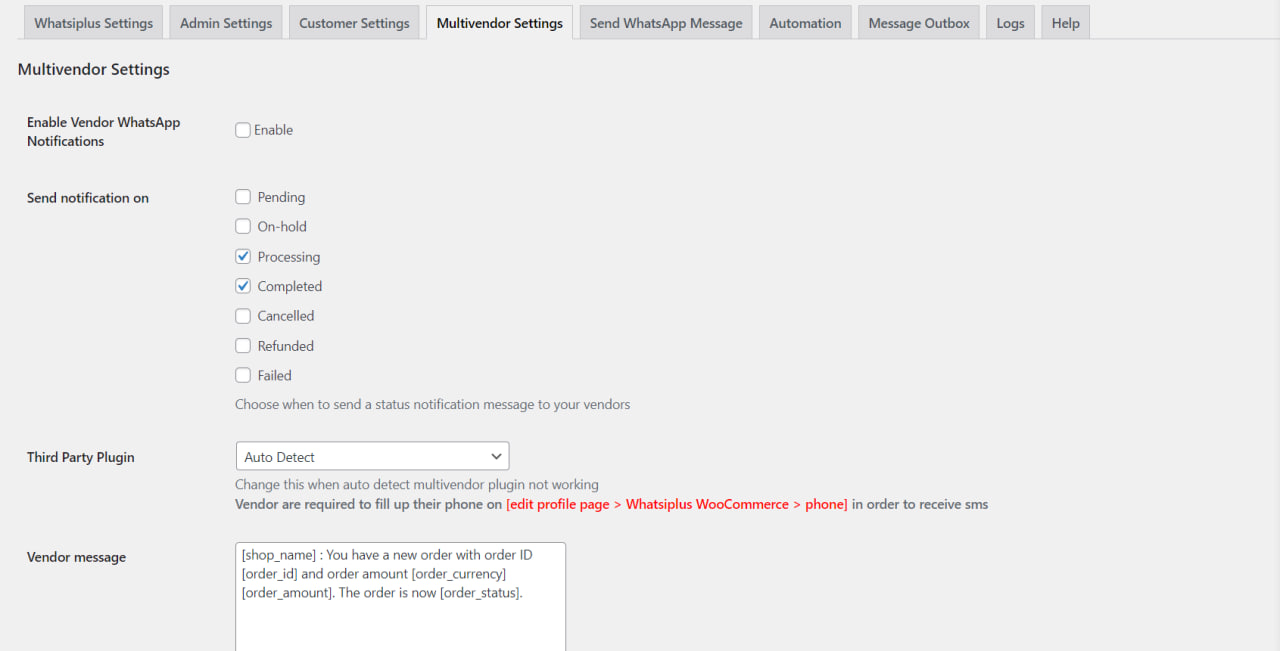 Whatsiplus Settings Admin Settings Customer Settings Multivendor Settings Send WhatsApp Message Automation Message Outbox Logs Help
Multivendor Settings
Enable Vendor WhatsApp
Notifications
Enable
Send notification on
Pending
On-hold
Processing
Completed
Cancelled
Refunded
Failed
Choose when to send a status notification message to your vendors
Third Party Plugin
Auto Detect
Change this when auto detect multivendor plugin not working
Vendor are required to fill up their phone on [edit profile page > Whatsiplus WooCommerce > phone] in order to receive sms
Vendor message
[shop_name] : You have a new order with order ID
[order_id] and order amount [order_currency]
[order_amount]. The order is now [order_status].